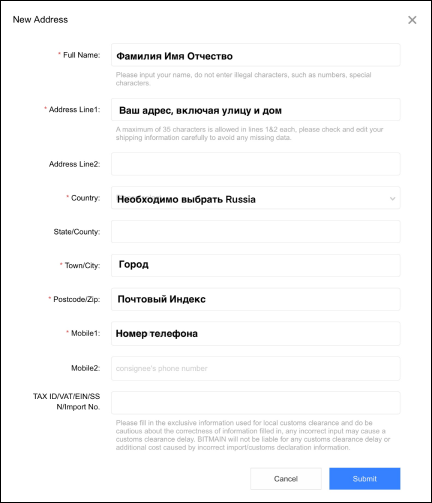 New Address
* Full Name:
Фамилия Имя Отчество
Please input your name, do not enter illegal characters, such as numbers, special
characters.
* Address Line1:
Ваш адрес, включая улицу и дом
A maximum of 35 characters is allowed in lines 1&2 each, please check and edit your
shipping information carefully to avoid any missing data.
Address Line2:
* Country:
Необходимо выбрать Russia
State/County:
* Town/City:
Город
* Postcode/Zip:
Почтовый Индекс
* Mobile1:
Номер телефона
Mobile2:
consignee's phone number
TAX ID/VAT/EIN/SS
N/Import No.
Please fill in the exclusive information used for local customs clearance and do be
cautious about the correctness of information filled in, any incorrect input may cause a
customs clearance delay. BITMAIN will not be liable for any customs clearance delay or
additional cost caused by incorrect import/customs declaration information.
Cancel
Submit